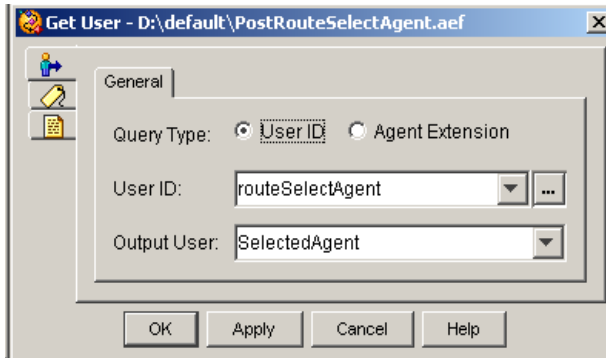 Get User - D:\default\PostRouteSelectAgent.aef
General
Query Type: User ID Agent Extension
User ID: routeSelectAgent ...
Output User: SelectedAgent
OK Apply Cancel Help